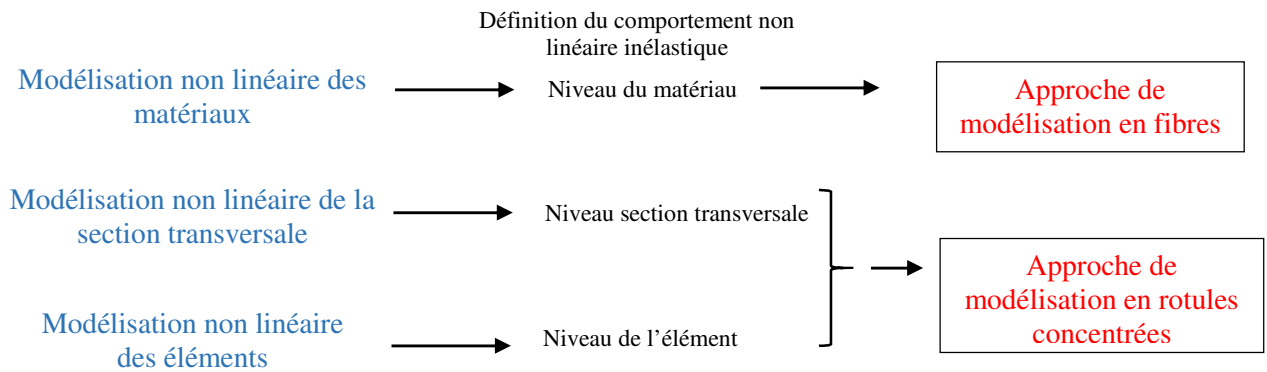 Définition du comportement non
linéaire inélastique
Modélisation non linéaire des
matériaux
Niveau du matériau
Approche de
modélisation en fibres
Modélisation non linéaire de la
section transversale
Niveau section transversale
Modélisation non linéaire
des éléments
Niveau de l’élément
Approche de
modélisation en rotules
concentrées